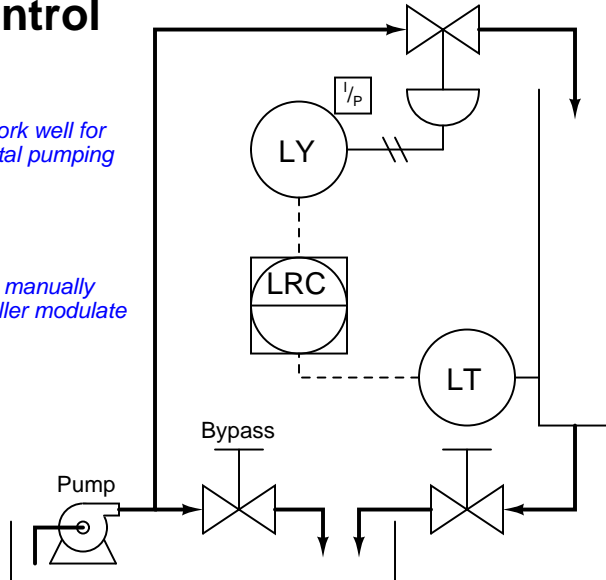 ntrol
ork well for
tal pumping
manually
ller modulate
I/P
LY
LRC
LT
Bypass
Pump